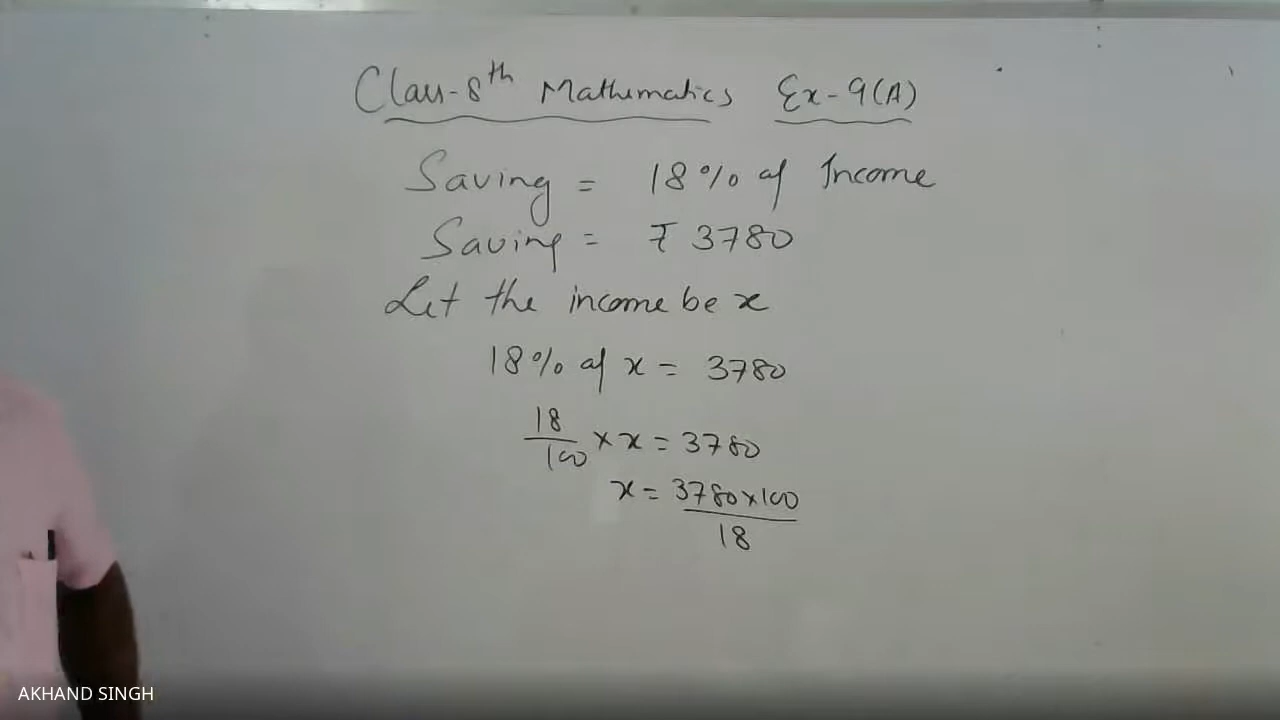 Class-8th Mathematics Ex-9(A)
Saving = 18% of Income
Saving = ₹ 3780
Let the income be x
18% of x = 3780
18/100 × x = 3780
x = 3780×100/18
AKHAND SINGH